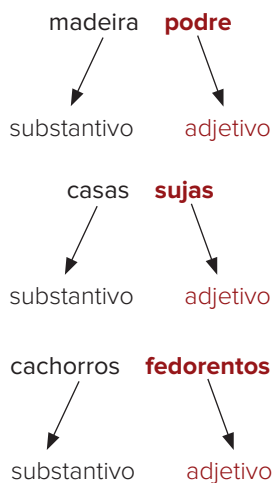 madeira podre
substantivo adjetivo
casas sujas
substantivo adjetivo
cachorros fedorentos
substantivo adjetivo